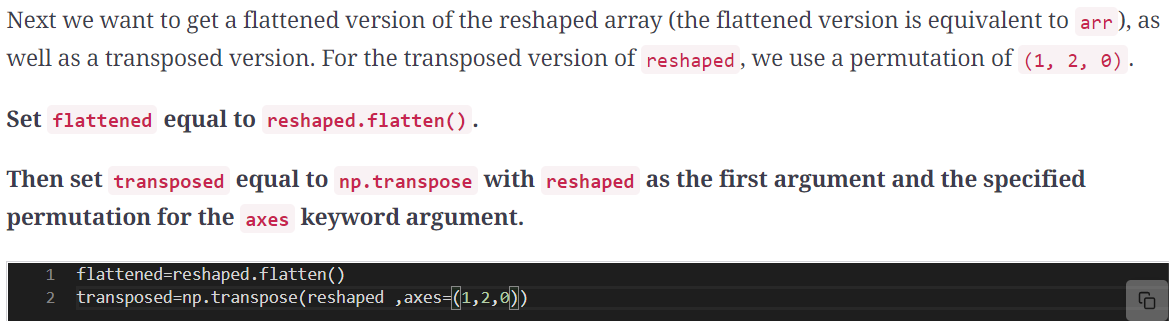 Next we want to get a flattened version of the reshaped array (the flattened version is equivalent to arr), as
well as a transposed version. For the transposed version of reshaped, we use a permutation of (1, 2, 0).
Set flattened equal to reshaped.flatten().
Then set transposed equal to np.transpose with reshaped as the first argument and the specified
permutation for the axes keyword argument.
1 flattened=reshaped.flatten()
2 transposed=np.transpose(reshaped ,axes=(1,2,0))